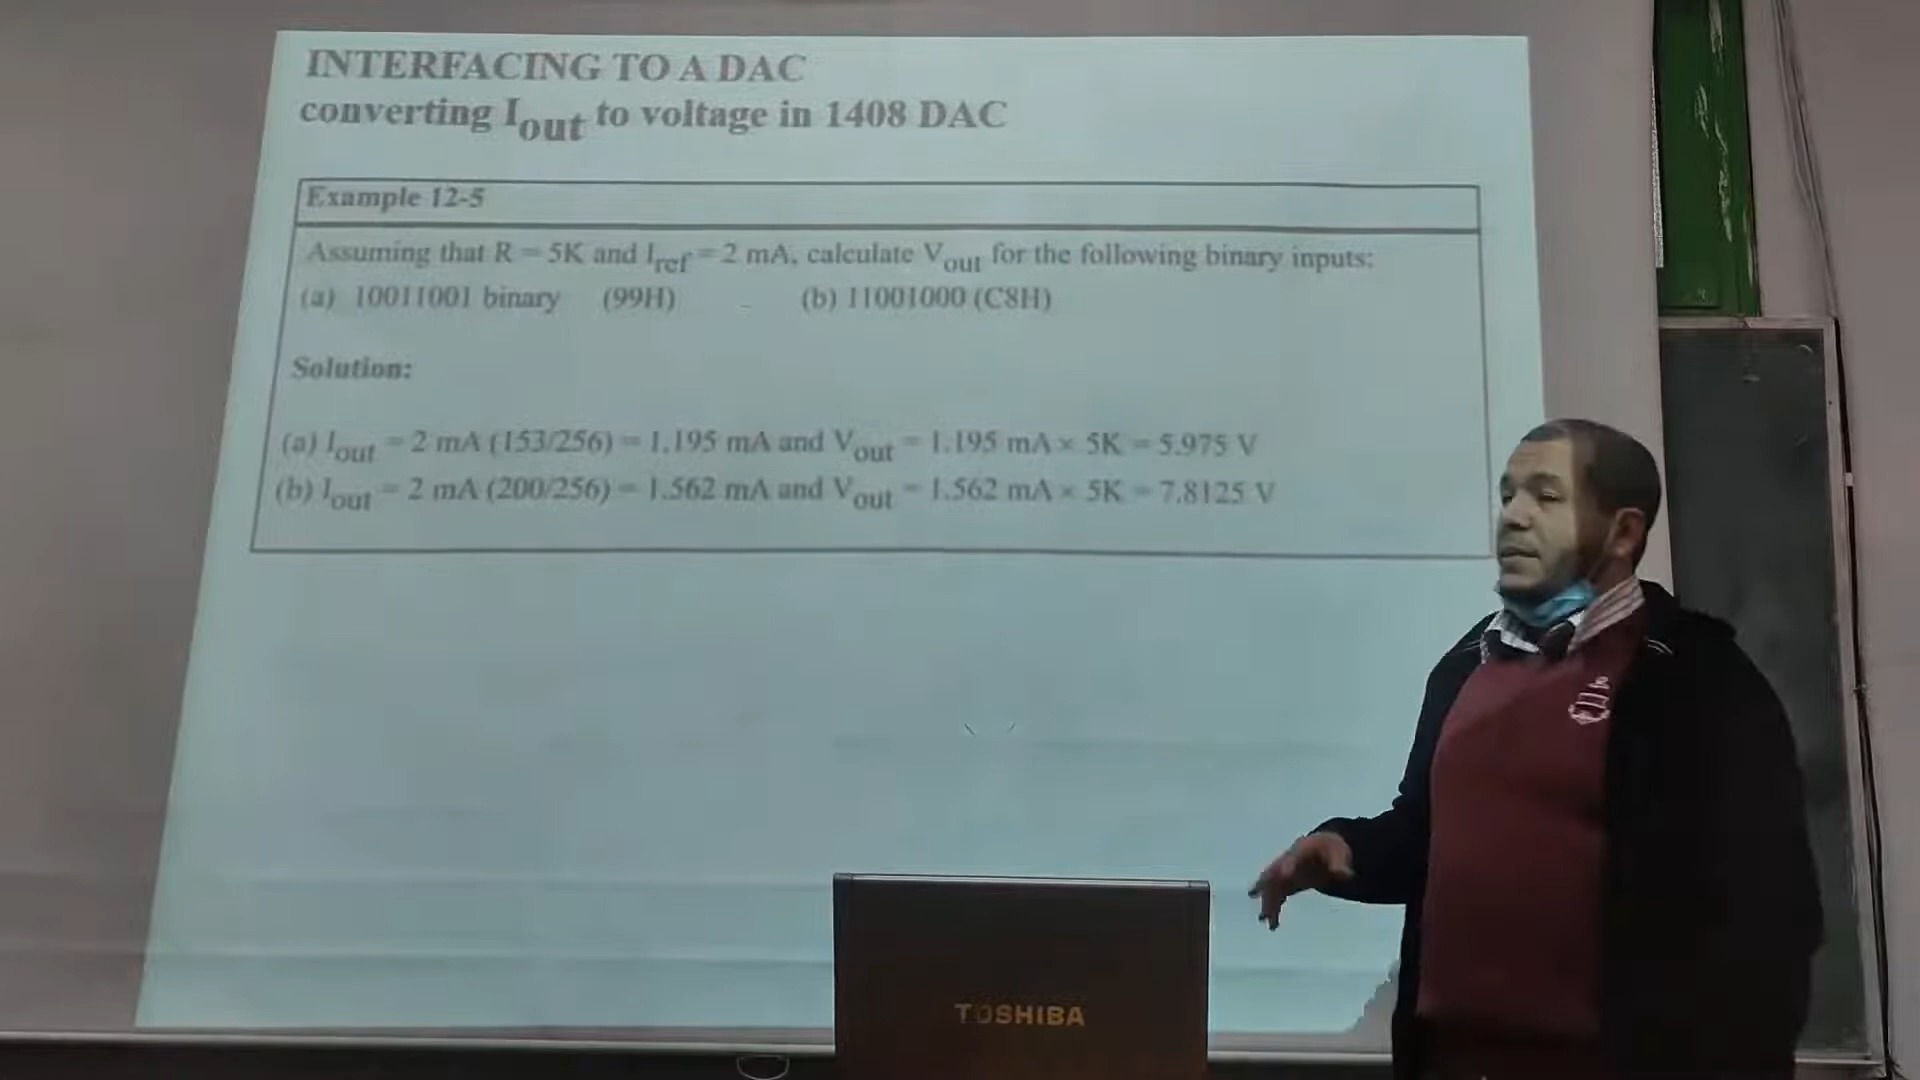 INTERFACING TO A DAC
converting Iout to voltage in 1408 DAC
Example 12-5
Assuming that R = 5K and Iref = 2 mA, calculate Vout for the following binary inputs:
(a) 10011001 binary (99H) (b) 11001000 (C8H)
Solution:
(a) Iout = 2 mA (153/256) = 1.195 mA and Vout = 1.195 mA × 5K = 5.975 V
(b) Iout = 2 mA (200/256) = 1.562 mA and Vout = 1.562 mA × 5K = 7.8125 V
TOSHIBA